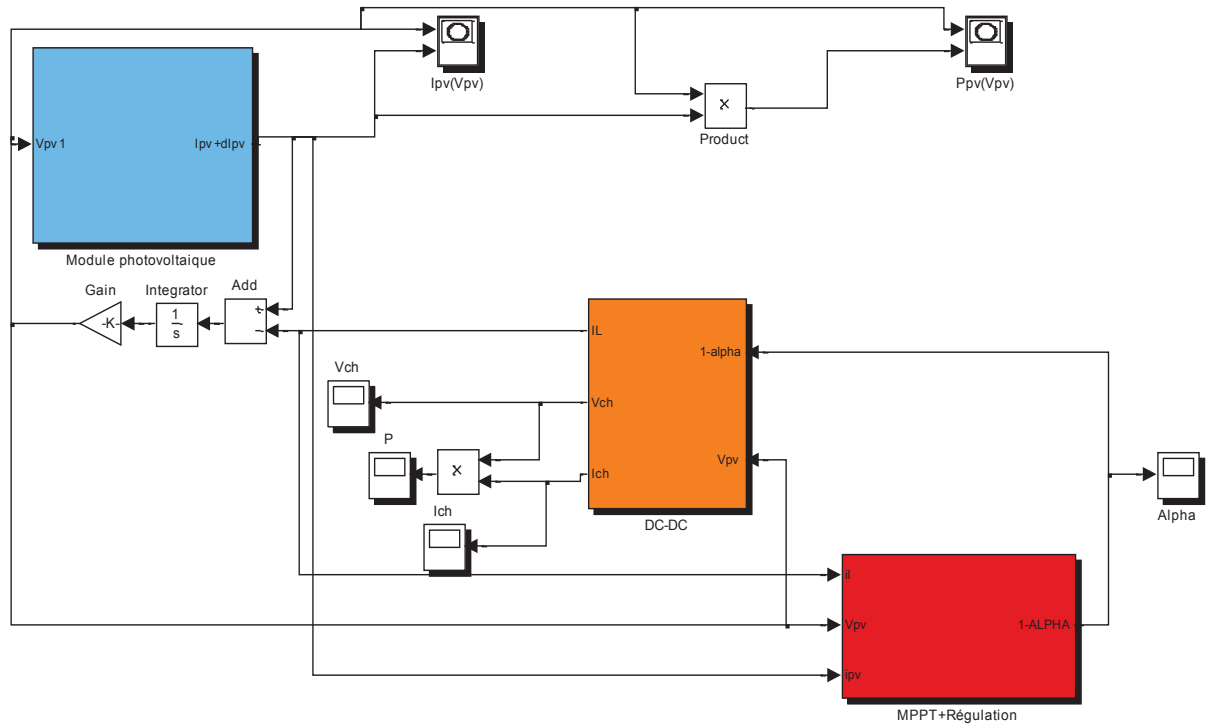 Ipv(Vpv)
Ppv(Vpv)
×
Product
Vpv 1
Ipv+dIpv
Module photovoltaique
Gain
Integrator
Add
-K-
1
s
+
-
IL
1-alpha
Vch
Vch
P
×
Ich
Vpv
Ich
DC-DC
Alpha
il
Vpv
1-ALPHA
ipv
MPPT+Régulation